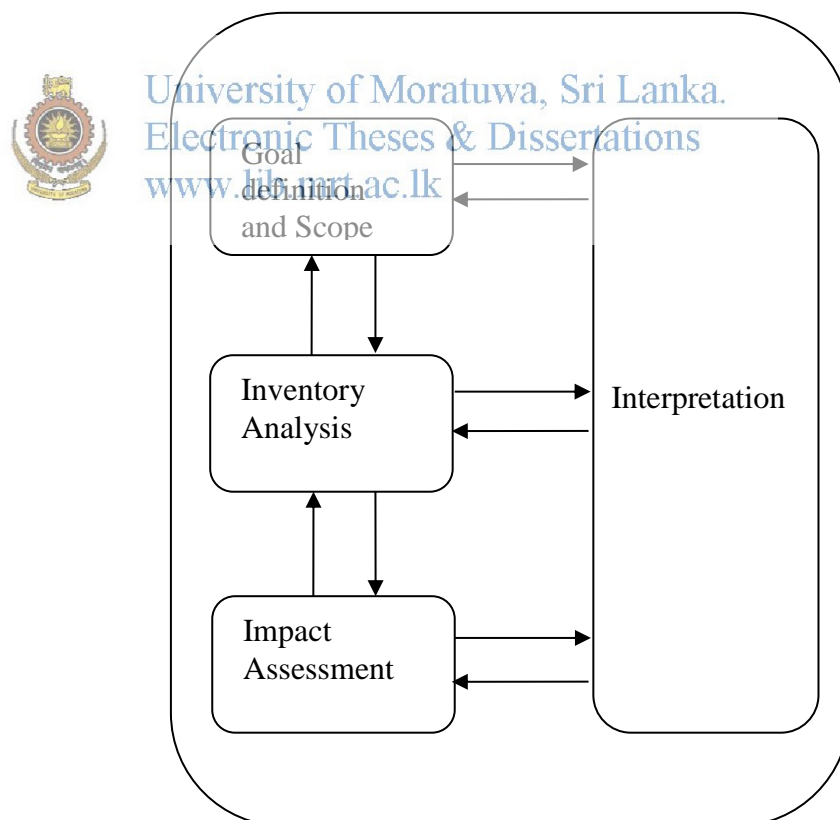 University of Moratuwa, Sri Lanka.
Electronic Theses & Dissertations
www.lib.mrt.ac.lk
Goal
definition
and Scope
Inventory
Analysis
Interpretation
Impact
Assessment